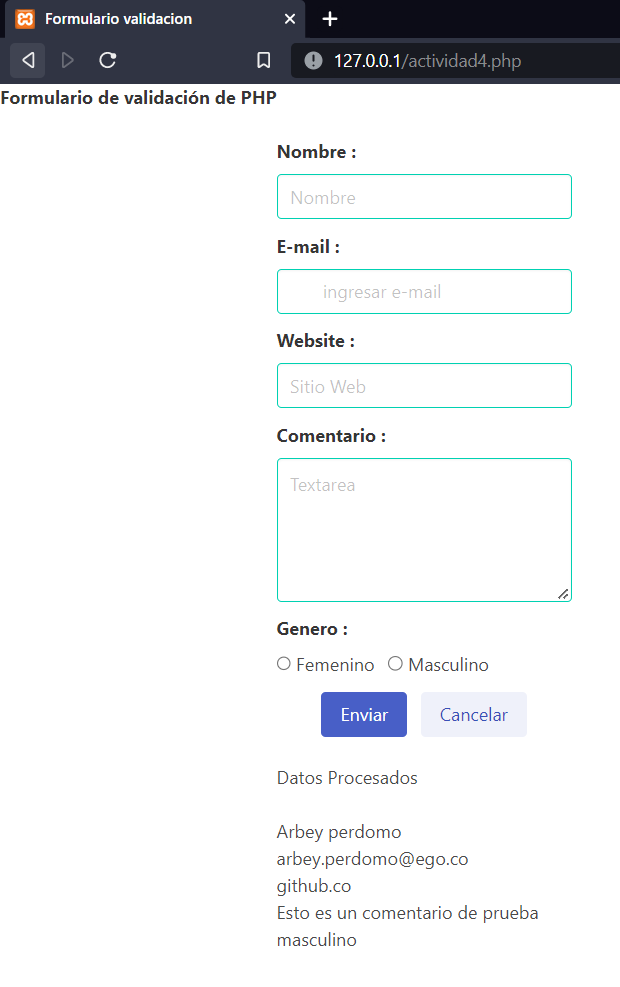 Formulario validacion
127.0.0.1/actividad4.php
Formulario de validación de PHP
Nombre :
Nombre
E-mail :
ingresar e-mail
Website :
Sitio Web
Comentario :
Textarea
Genero :
Femenino Masculino
Enviar Cancelar
Datos Procesados
Arbey perdomo
arbey.perdomo@ego.co
github.co
Esto es un comentario de prueba
masculino